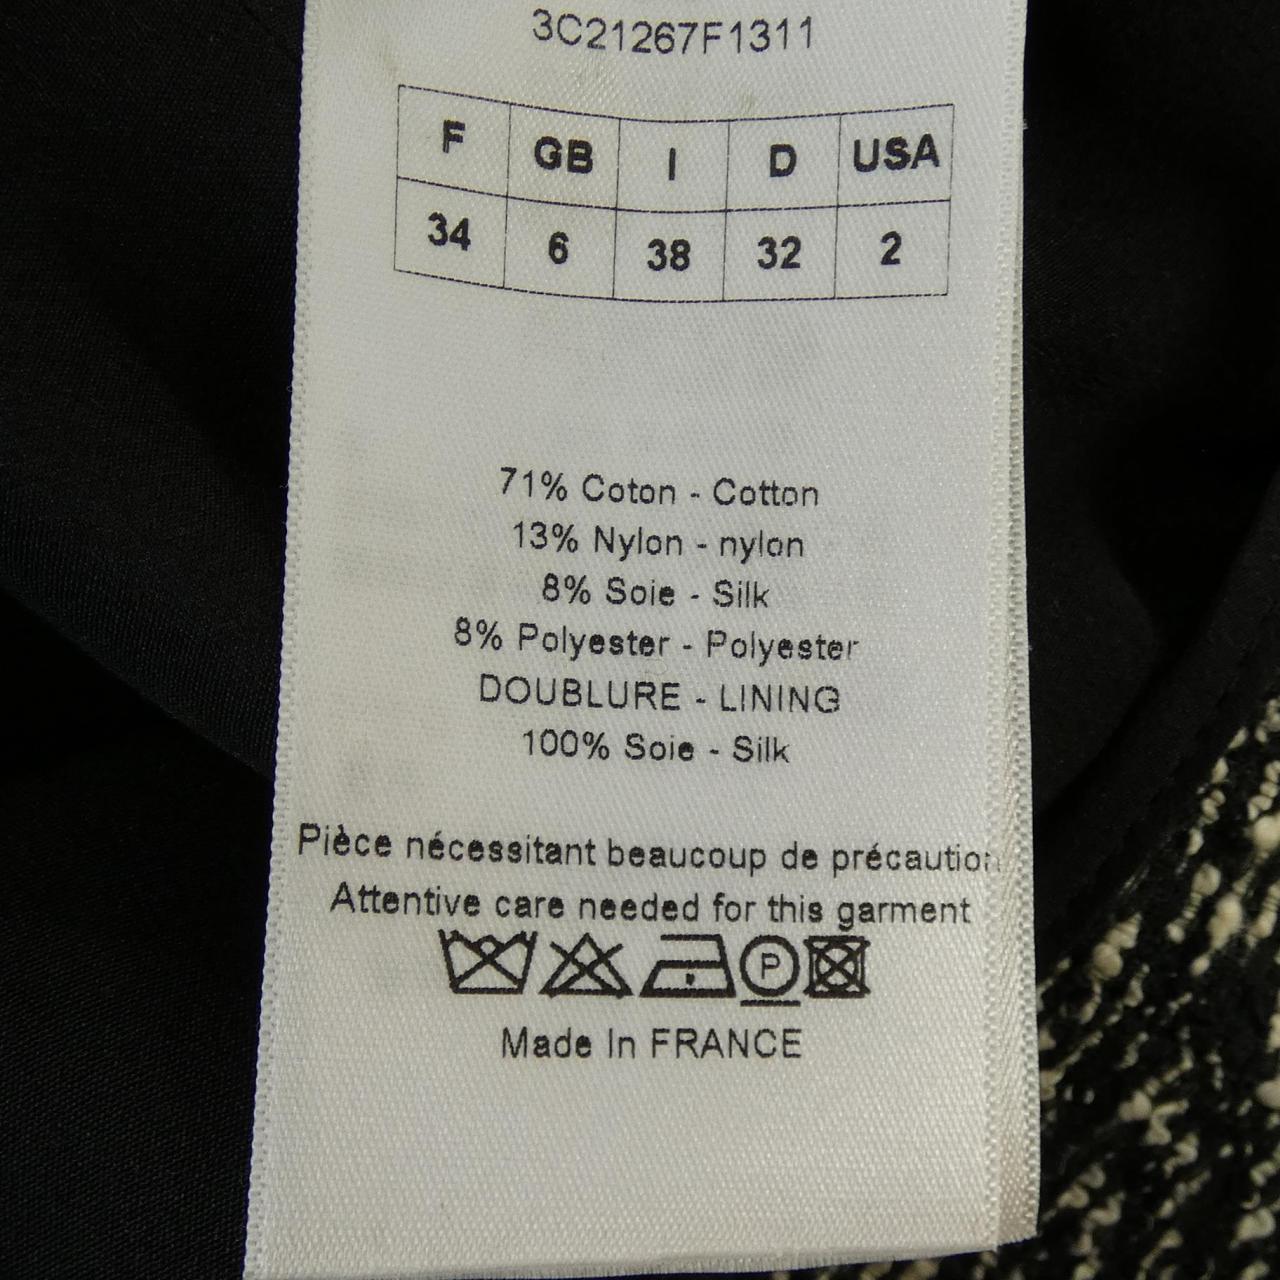 3C21267F1311
F GB I D USA
34 6 38 32 2
71% Coton - Cotton
13% Nylon - nylon
8% Soie - Silk
8% Polyester - Polyester
DOUBLURE - LINING
100% Soie - Silk
Pièce nécessitant beaucoup de précaution
Attentive care needed for this garment
P
Made In FRANCE